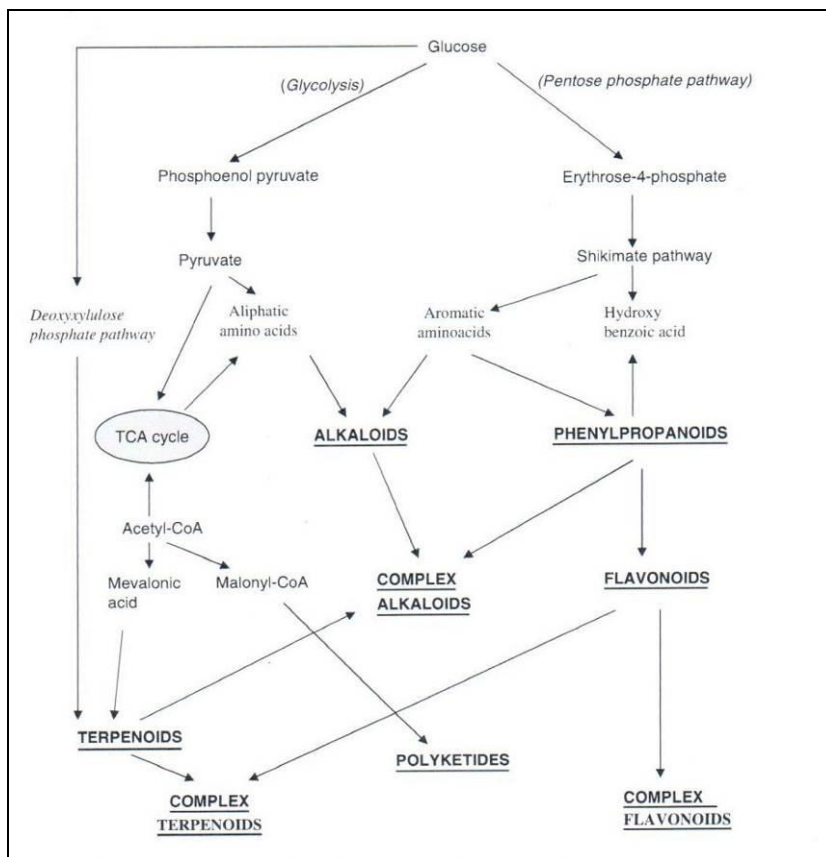 Glucose
(Glycolysis)
(Pentose phosphate pathway)
Phosphoenol pyruvate
Erythrose-4-phosphate
Pyruvate
Shikimate pathway
Deoxyxylulose
phosphate pathway
Aliphatic
amino acids
Aromatic
aminoacids
Hydroxy
benzoic acid
TCA cycle
ALKALOIDS
PHENYLPROPANOIDS
Acetyl-CoA
Mevalonic
acid
Malonyl-CoA
COMPLEX
ALKALOIDS
FLAVONOIDS
TERPENOIDS
POLYKETIDES
COMPLEX
TERPENOIDS
COMPLEX
FLAVONOIDS